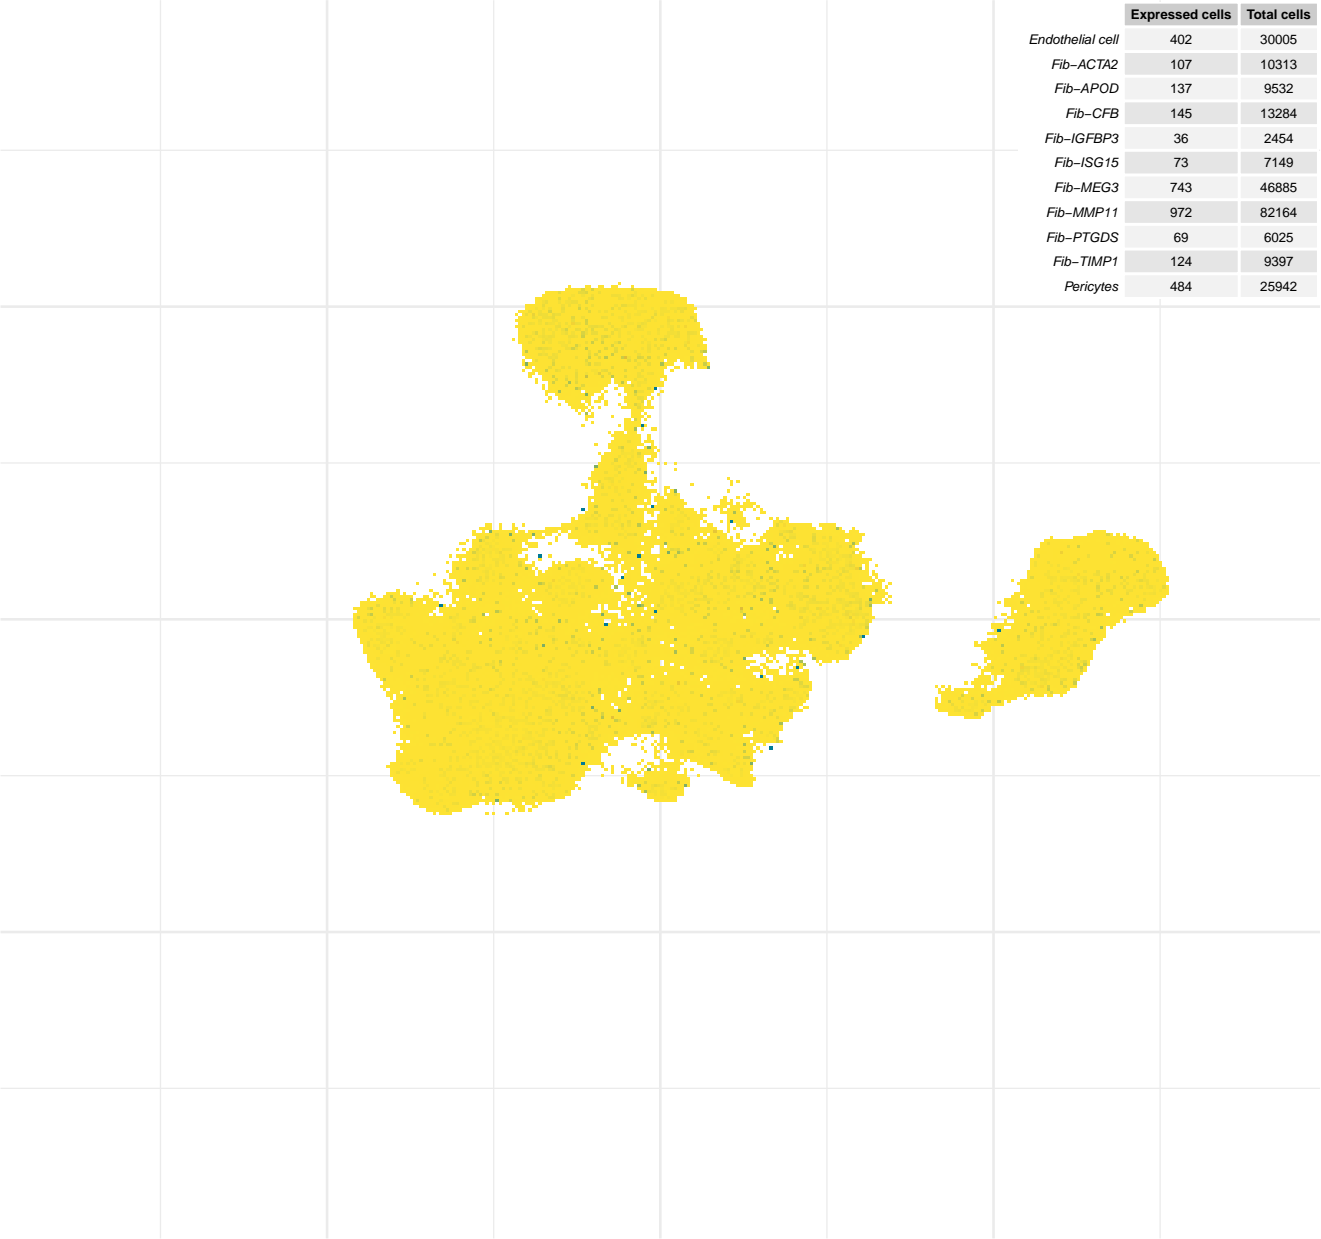 Expressed cells Total cells
Endothelial cell 402 30005
Fib−ACTA2 107 10313
Fib−APOD 137 9532
Fib−CFB 145 13284
Fib−IGFBP3 36 2454
Fib−ISG15 73 7149
Fib−MEG3 743 46885
Fib−MMP11 972 82164
Fib−PTGDS 69 6025
Fib−TIMP1 124 9397
Pericytes 484 25942